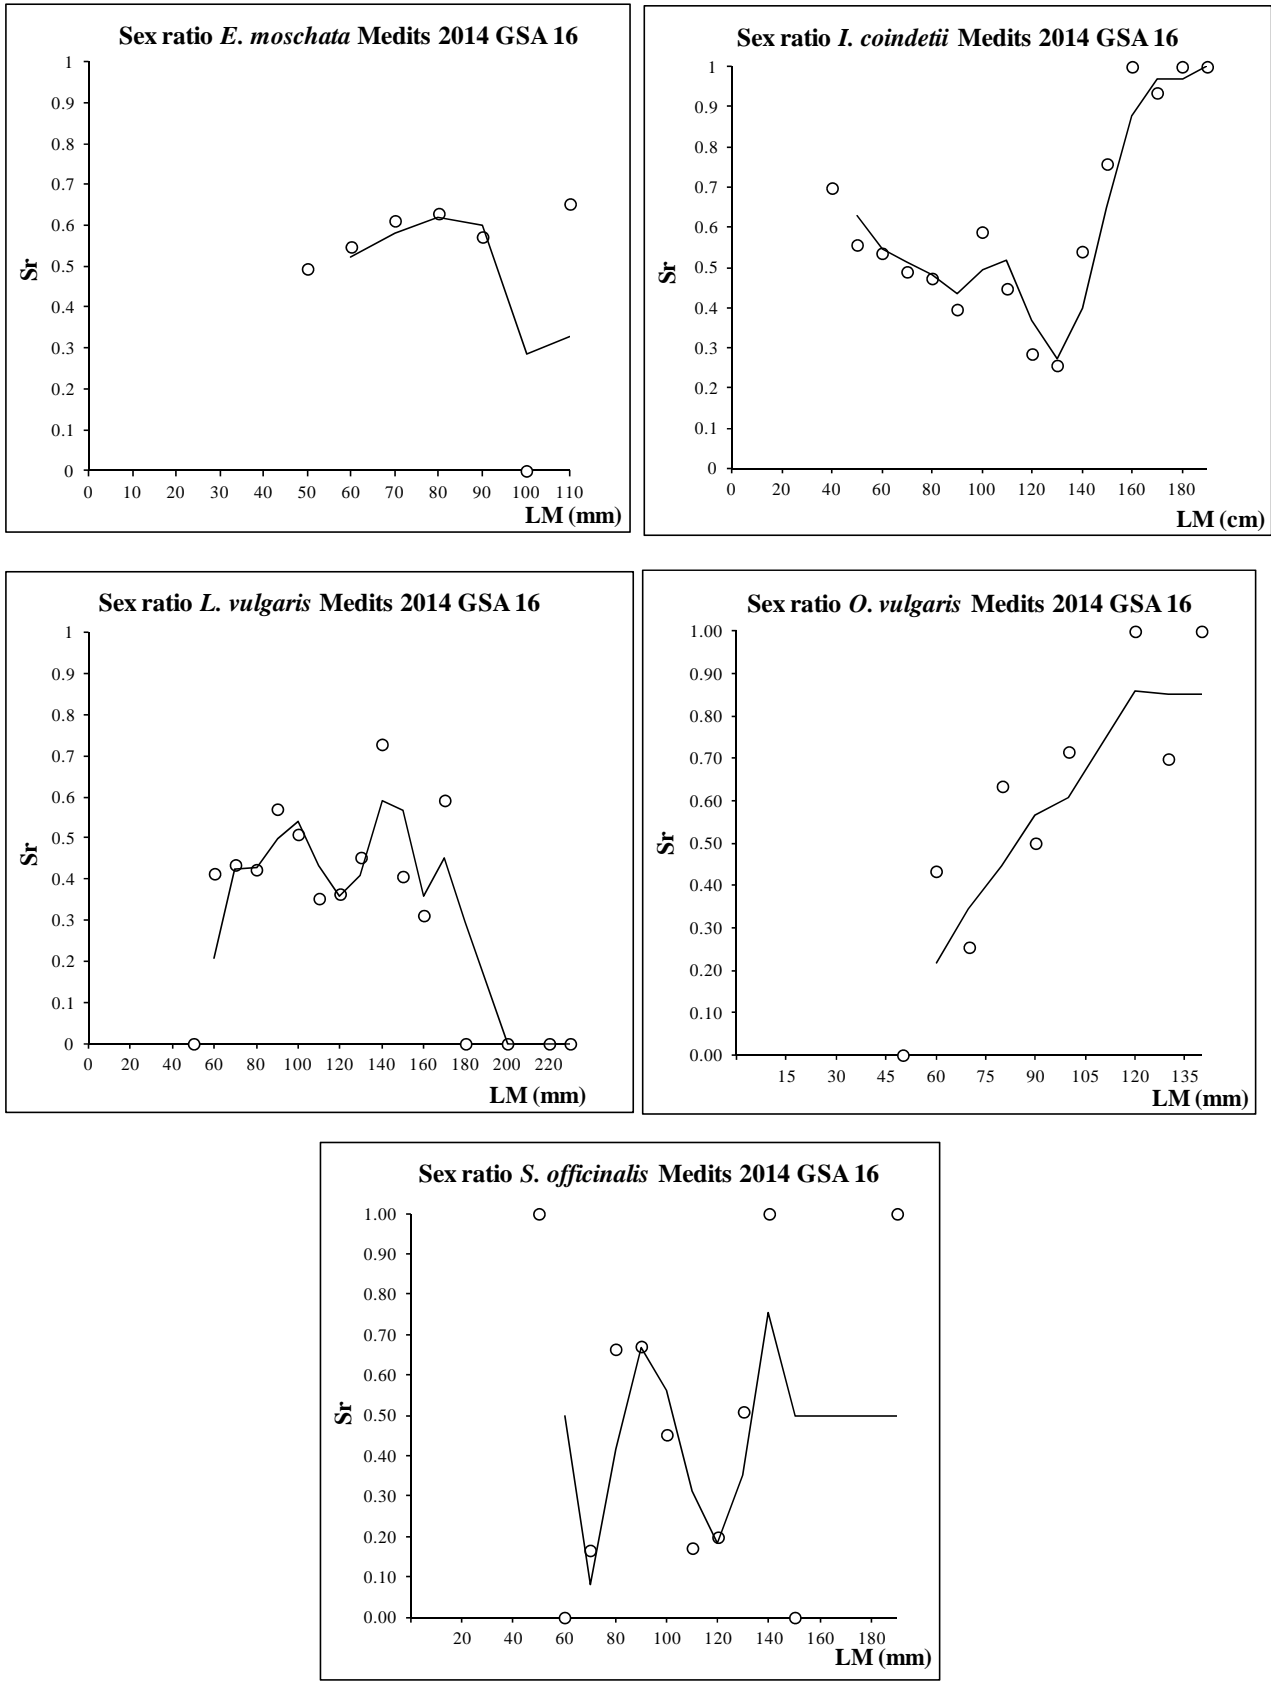 Sex ratio E. moschata Medits 2014 GSA 16
1
0.9
0.8
0.7
0.6
0.5
0.4
0.3
0.2
0.1
0
Sr
0 10 20 30 40 50 60 70 80 90 100 110
LM (mm)
Sex ratio I. coindetii Medits 2014 GSA 16
1
0.9
0.8
0.7
0.6
0.5
0.4
0.3
0.2
0.1
0
Sr
0 20 40 60 80 100 120 140 160 180
LM (cm)
Sex ratio L. vulgaris Medits 2014 GSA 16
1
0.9
0.8
0.7
0.6
0.5
0.4
0.3
0.2
0.1
0
Sr
0 20 40 60 80 100 120 140 160 180 200 220
LM (mm)
Sex ratio O. vulgaris Medits 2014 GSA 16
1.00
0.90
0.80
0.70
0.60
0.50
0.40
0.30
0.20
0.10
0.00
Sr
15 30 45 60 75 90 105 120 135
LM (mm)
Sex ratio S. officinalis Medits 2014 GSA 16
1.00
0.90
0.80
0.70
0.60
0.50
0.40
0.30
0.20
0.10
0.00
Sr
20 40 60 80 100 120 140 160 180
LM (mm)